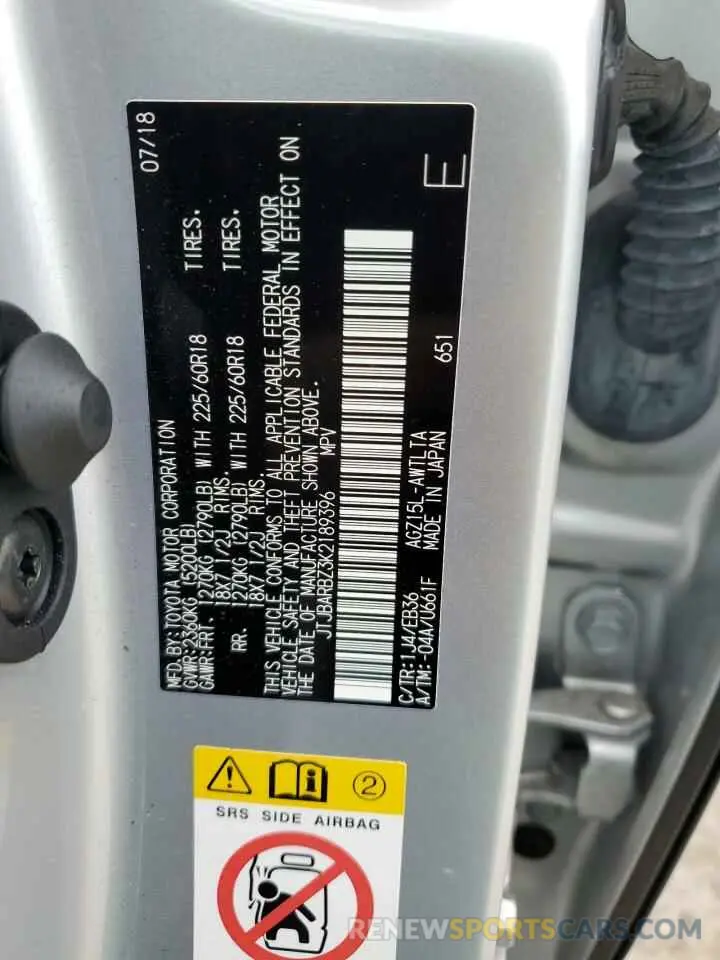 07/18
MFD. BY: TOYOTA MOTOR CORPORATION
GVWR: 2360KG (5200LB)
GAWR: FRT 1270KG (2790LB) WITH 225/60R18 TIRES.
18X7 1/2J RIMS.
RR. 1270KG (2790LB) WITH 225/60R18 TIRES.
18X7 1/2J RIMS.
THIS VEHICLE CONFORMS TO ALL APPLICABLE FEDERAL MOTOR
VEHICLE SAFETY AND THEFT PREVENTION STANDARDS IN EFFECT ON
THE DATE OF MANUFACTURE SHOWN ABOVE.
JTJBARBZ3K2189396 MPV
E
C/TR: 1J4/EB36 AGZ15L-AWTLTA
A/TM: -04A/U661F MADE IN JAPAN 651
i 2
SRS SIDE AIRBAG
RENEWSPORTSCARS.COM